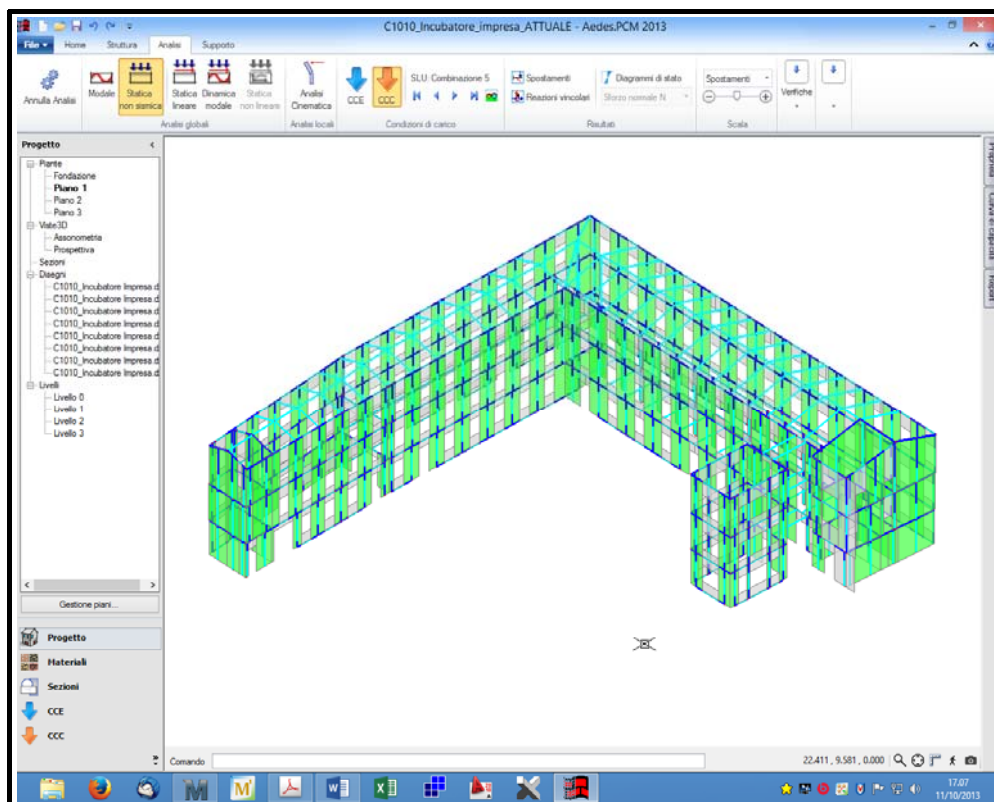 C1010_Incubatore_impresa_ATTUALE - Aedes.PCM 2013
File Home Struttura Analisi Supporto
Annulla Analisi
Modale
Statica non sismica
Statica lineare
Dinamica modale
Statica non lineare
Analisi Cinematica
CCE
CCC
SLU: Combinazione 5
Spostamenti
Reazioni vincolari
Diagrammi di stato
Sforzo normale N
Spostamenti
Verifiche
Analisi globali
Analisi locali
Condizioni di carico
Risultati
Scala
Progetto
Piante
Fondazione
Piano 1
Piano 2
Piano 3
Viste3D
Assonometria
Prospettiva
Sezioni
Disegni
C1010_Incubatore Impresa.d
C1010_Incubatore Impresa.d
C1010_Incubatore Impresa.d
C1010_Incubatore Impresa.d
C1010_Incubatore Impresa.d
C1010_Incubatore Impresa.d
C1010_Incubatore Impresa.d
C1010_Incubatore Impresa.d
Livelli
Livello 0
Livello 1
Livello 2
Livello 3
Gestione piani...
Progetto
Materiali
Sezioni
CCE
CCC
Proprietà
Curva di capacità
Report
Comando
22.411, 9.581, 0.000
17.07
11/10/2013